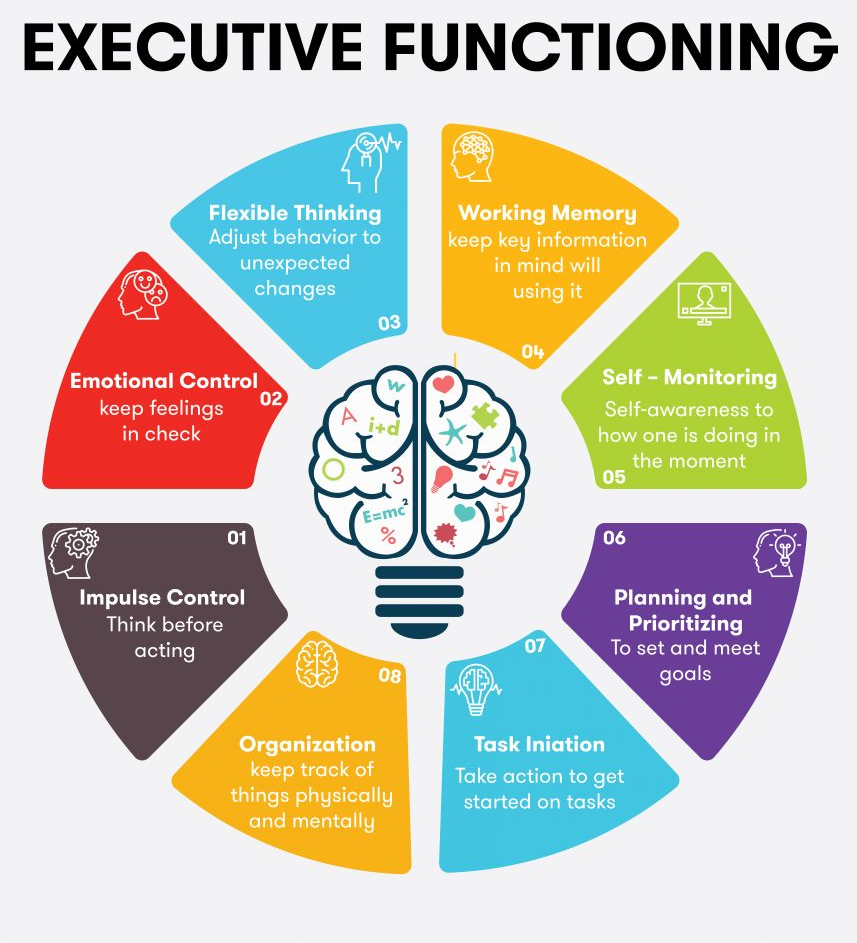 EXECUTIVE FUNCTIONING
01
Impulse Control
Think before
acting
Emotional Control
02
keep feelings
in check
Flexible Thinking
Adjust behavior to
unexpected
changes
03
Working Memory
keep key information
in mind will
using it
04
Self – Monitoring
Self-awareness to
how one is doing in
the moment
05
06
Planning and
Prioritizing
To set and meet
goals
07
Task Iniation
Take action to get
started on tasks
08
Organization
keep track of
things physically
and mentally
w
A
i+d
3
E=mc²
%